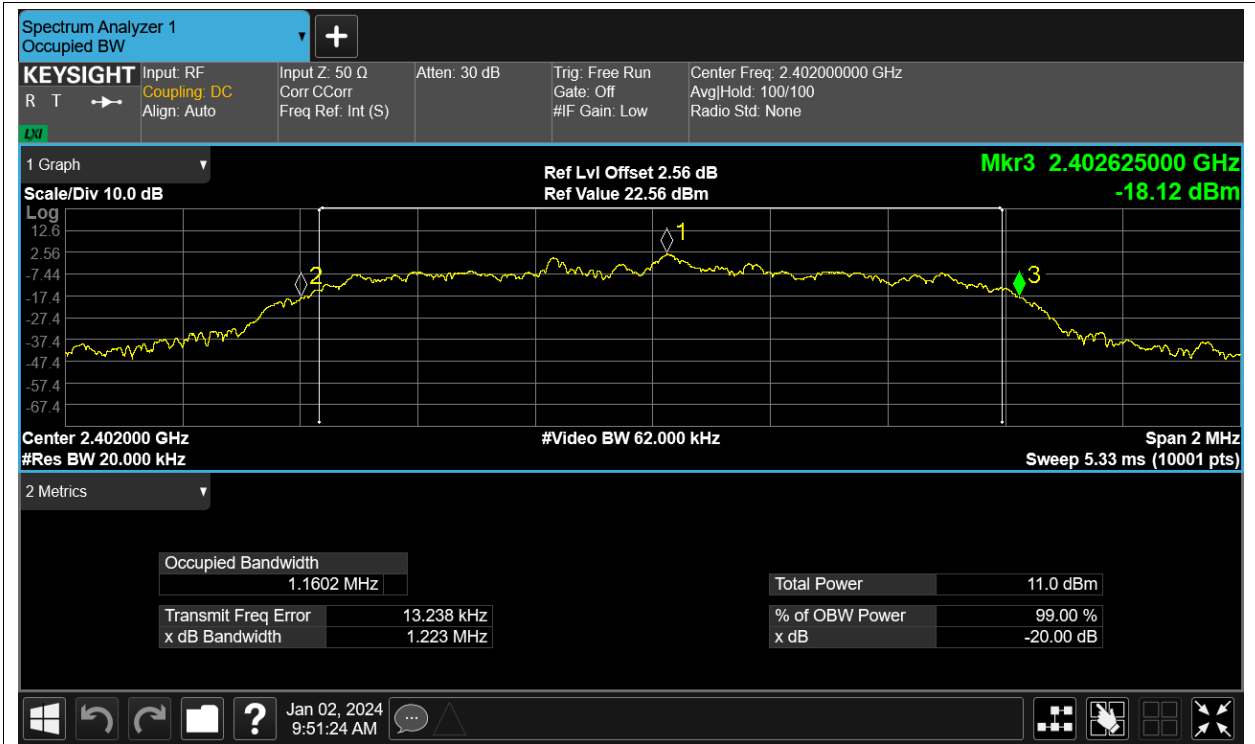 Spectrum Analyzer 1
Occupied BW
KEYSIGHT
R T
LXI
Input: RF
Coupling: DC
Align: Auto
Input Z: 50 Ω
Corr CCorr
Freq Ref: Int (S)
Atten: 30 dB
Trig: Free Run
Gate: Off
#IF Gain: Low
Center Freq: 2.402000000 GHz
Avg|Hold: 100/100
Radio Std: None
1 Graph
Scale/Div 10.0 dB
Ref Lvl Offset 2.56 dB
Ref Value 22.56 dBm
Mkr3 2.402625000 GHz
-18.12 dBm
Log
12.6
2.56
-7.44
-17.4
-27.4
-37.4
-47.4
-57.4
-67.4
1
2
3
Center 2.402000 GHz
#Res BW 20.000 kHz
#Video BW 62.000 kHz
Span 2 MHz
Sweep 5.33 ms (10001 pts)
2 Metrics
Occupied Bandwidth
1.1602 MHz
Transmit Freq Error 13.238 kHz
x dB Bandwidth 1.223 MHz
Total Power 11.0 dBm
% of OBW Power 99.00 %
x dB -20.00 dB
?
Jan 02, 2024
9:51:24 AM